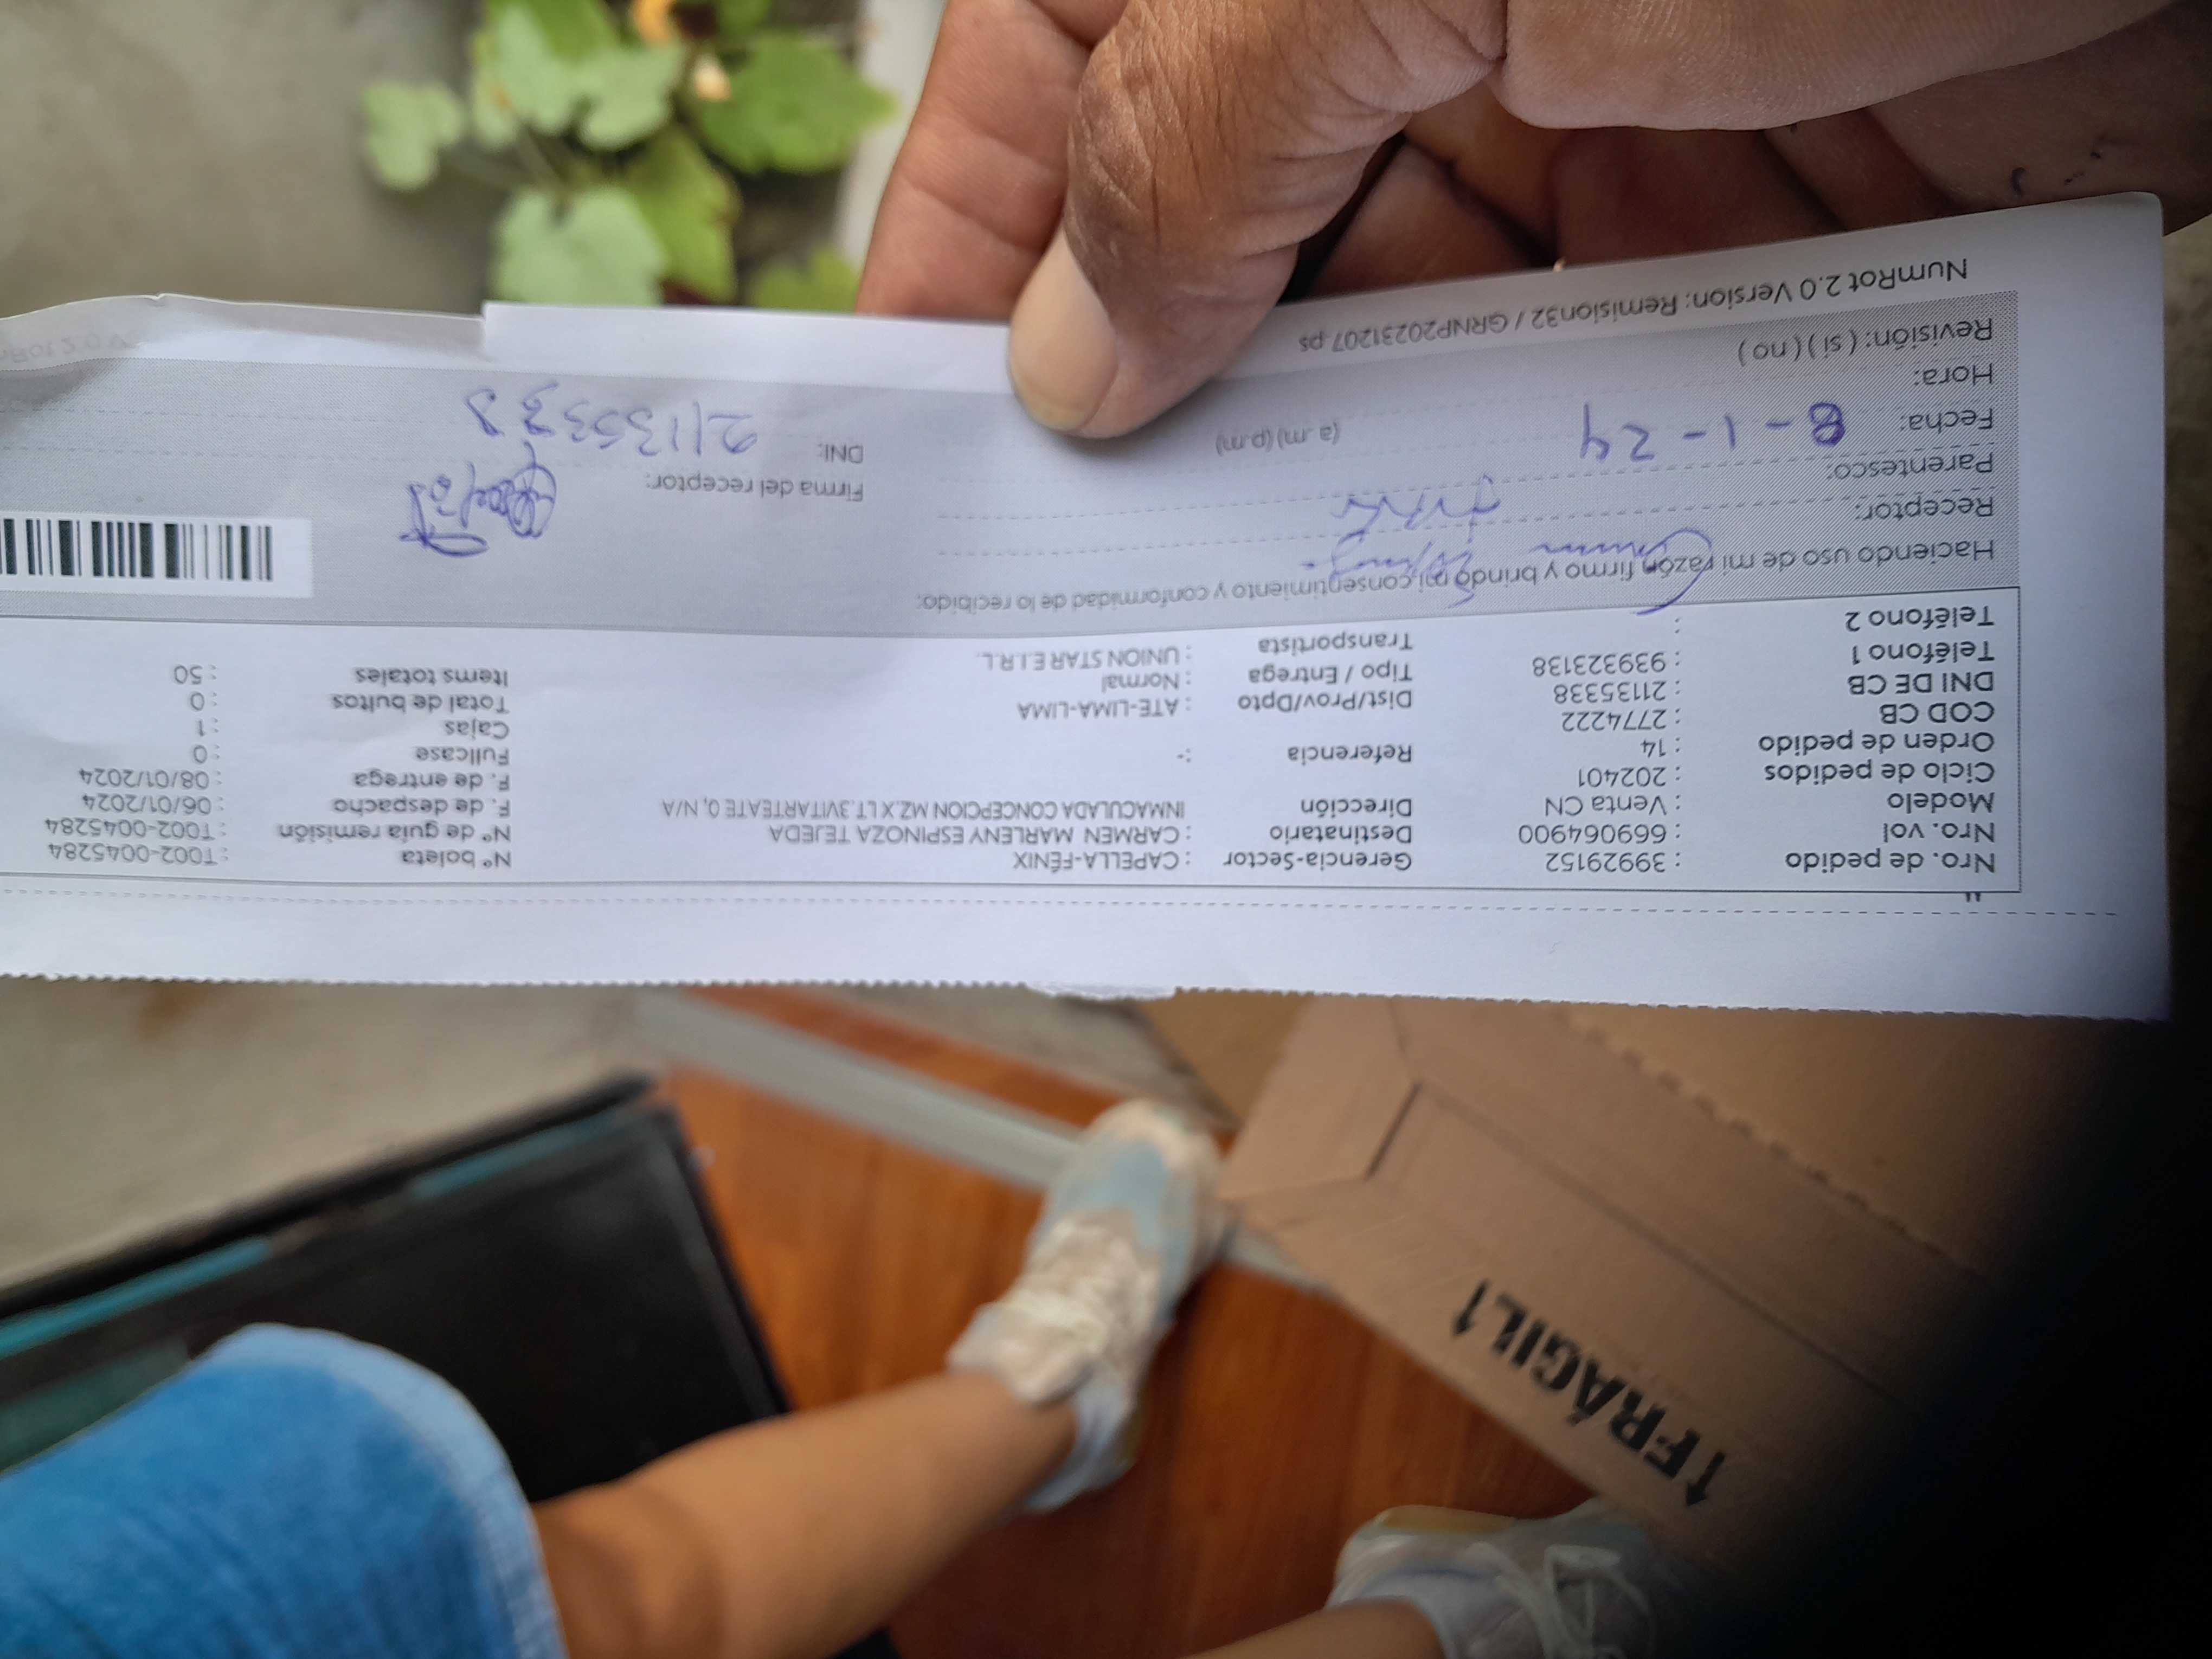 Nro. de pedido : 39929152 Gerencia-Sector : CAPELLA-FÉNIX Nº boleta : T002-0045284
Nro. vol : 669064900 Destinatario : CARMEN MARLENY ESPINOZA TEJEDA Nº de guía remisión : T002-0045284
Modelo : Venta CN Dirección INMACULADA CONCEPCION MZ.X LT.3VITARTEATE 0, N/A F. de despacho : 06/01/2024
Ciclo de pedidos : 202401 F. de entrega : 08/01/2024
Orden de pedido : 14 Referencia :- Fullcase : 0
COD CB : 2774222 Cajas : 1
DNI DE CB : 21135338 Dist/Prov/Dpto : ATE-LIMA-LIMA Total de bultos : 0
Teléfono 1 : 939323138 Tipo / Entrega : Normal Items totales : 50
Teléfono 2 : Transportista : UNION STAR E.I.R.L.
Haciendo uso de mi razón firmo y brindo mi consentimiento y conformidad de lo recibido:
Receptor:
Parentesco: Firma del receptor:
Fecha: 8-1-24 (a.m) (p.m) DNI: 21135338
Hora:
Revisión: ( sí ) ( no )
NumRot 2.0 Version: Remision32 / GRNP20231207.ps
↑FRÁGIL↑